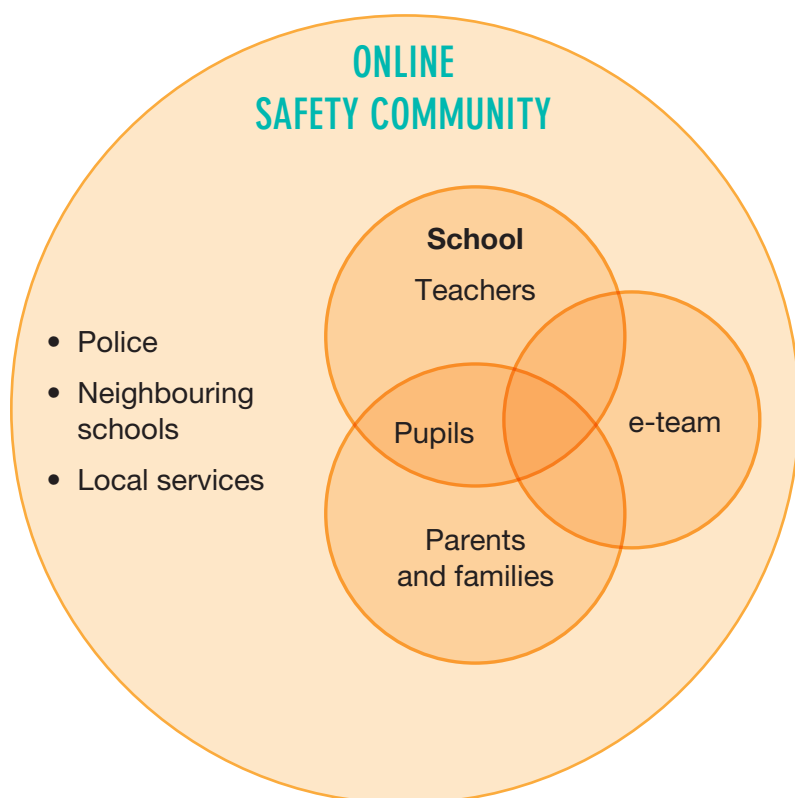 ONLINE
SAFETY COMMUNITY
School
Teachers
• Police
• Neighbouring
schools
• Local services
Pupils
e-team
Parents
and families